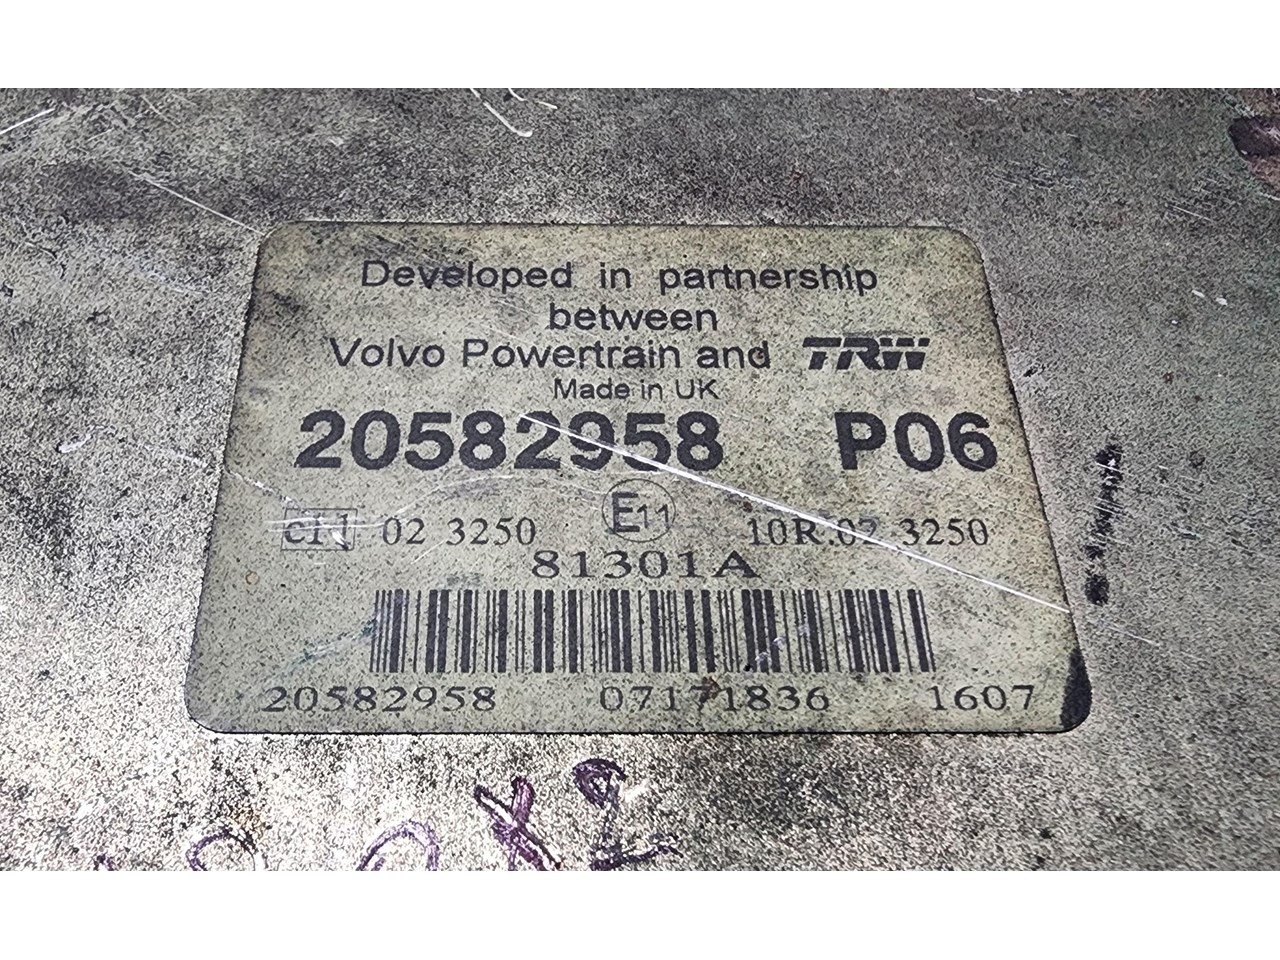 Developed in partnership
between
Volvo Powertrain and TRW
Made in UK
20582958 P06
e11 02 3250 E11 10R.02 3250
81301A
20582958 07171836 1607